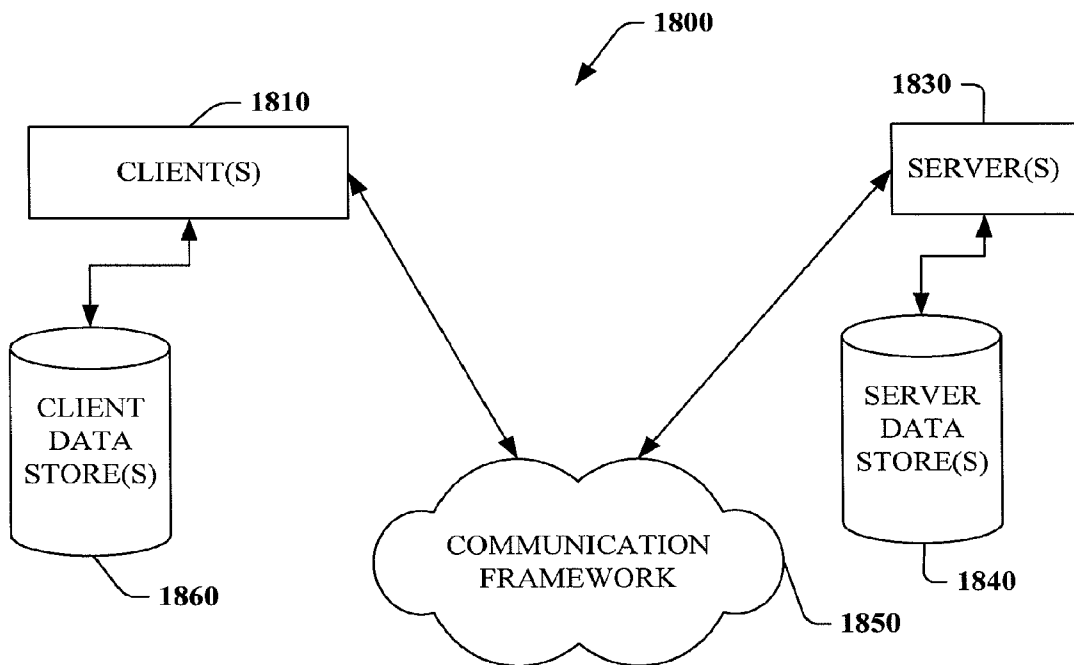 1800
1810
1830
CLIENT(S)
SERVER(S)
CLIENT
DATA
STORE(S)
SERVER
DATA
STORE(S)
COMMUNICATION
FRAMEWORK
1860
1840
1850